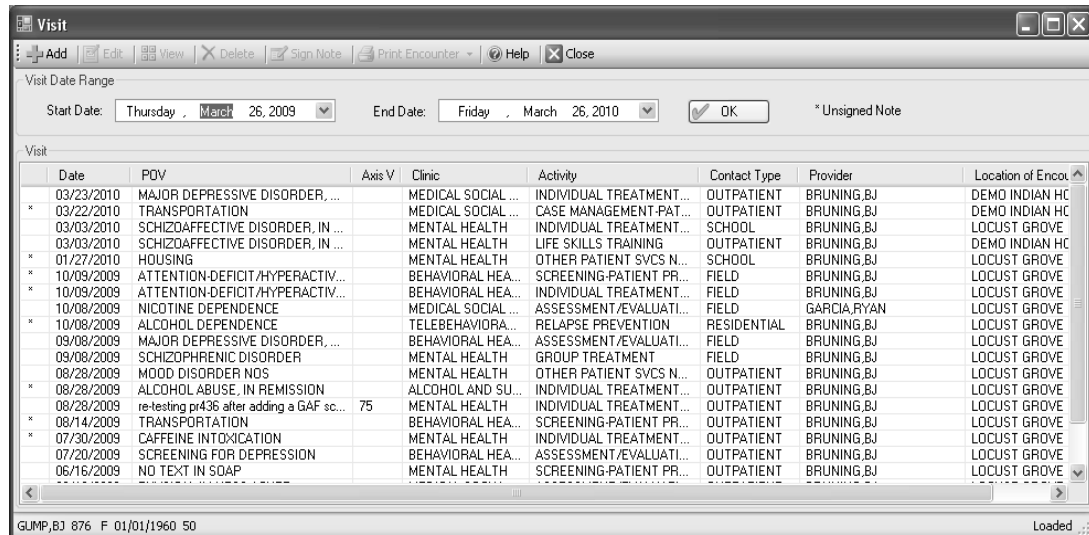 Visit
Add Edit View Delete Sign Note Print Encounter Help Close
Visit Date Range
Start Date: Thursday , March 26, 2009 End Date: Friday , March 26, 2010 OK * Unsigned Note
Visit
Date POV Axis V Clinic Activity Contact Type Provider Location of Encou
03/23/2010 MAJOR DEPRESSIVE DISORDER, ... MEDICAL SOCIAL ... INDIVIDUAL TREATMENT... OUTPATIENT BRUNING,BJ DEMO INDIAN HO
* 03/22/2010 TRANSPORTATION MEDICAL SOCIAL ... CASE MANAGEMENT-PAT... OUTPATIENT BRUNING,BJ DEMO INDIAN HO
03/03/2010 SCHIZOAFFECTIVE DISORDER, IN ... MENTAL HEALTH INDIVIDUAL TREATMENT... SCHOOL BRUNING,BJ LOCUST GROVE
03/03/2010 SCHIZOAFFECTIVE DISORDER, IN ... MENTAL HEALTH LIFE SKILLS TRAINING OUTPATIENT BRUNING,BJ DEMO INDIAN HO
* 01/27/2010 HOUSING MENTAL HEALTH OTHER PATIENT SVCS N... SCHOOL BRUNING,BJ LOCUST GROVE
* 10/09/2009 ATTENTION-DEFICIT/HYPERACTIV... BEHAVIORAL HEA... SCREENING-PATIENT PR... FIELD BRUNING,BJ LOCUST GROVE
* 10/09/2009 ATTENTION-DEFICIT/HYPERACTIV... BEHAVIORAL HEA... INDIVIDUAL TREATMENT... FIELD BRUNING,BJ LOCUST GROVE
10/08/2009 NICOTINE DEPENDENCE MEDICAL SOCIAL ... ASSESSMENT/EVALUATI... FIELD GARCIA,RYAN LOCUST GROVE
* 10/08/2009 ALCOHOL DEPENDENCE TELEBEHAVIORA... RELAPSE PREVENTION RESIDENTIAL BRUNING,BJ LOCUST GROVE
09/08/2009 MAJOR DEPRESSIVE DISORDER, ... BEHAVIORAL HEA... ASSESSMENT/EVALUATI... FIELD BRUNING,BJ LOCUST GROVE
09/08/2009 SCHIZOPHRENIC DISORDER MENTAL HEALTH GROUP TREATMENT FIELD BRUNING,BJ LOCUST GROVE
08/28/2009 MOOD DISORDER NOS MENTAL HEALTH OTHER PATIENT SVCS N... OUTPATIENT BRUNING,BJ LOCUST GROVE
* 08/28/2009 ALCOHOL ABUSE, IN REMISSION ALCOHOL AND SU... INDIVIDUAL TREATMENT... OUTPATIENT BRUNING,BJ LOCUST GROVE
08/28/2009 re-testing pr436 after adding a GAF sc... 75 MENTAL HEALTH INDIVIDUAL TREATMENT... OUTPATIENT BRUNING,BJ LOCUST GROVE
* 08/14/2009 TRANSPORTATION MENTAL HEALTH SCREENING-PATIENT PR... OUTPATIENT BRUNING,BJ LOCUST GROVE
* 07/30/2009 CAFFEINE INTOXICATION MENTAL HEALTH INDIVIDUAL TREATMENT... OUTPATIENT BRUNING,BJ LOCUST GROVE
07/20/2009 SCREENING FOR DEPRESSION BEHAVIORAL HEA... ASSESSMENT/EVALUATI... OUTPATIENT BRUNING,BJ LOCUST GROVE
06/16/2009 NO TEXT IN SOAP MENTAL HEALTH SCREENING-PATIENT PR... OUTPATIENT BRUNING,BJ LOCUST GROVE
GUMP,BJ 876 F 01/01/1960 50 Loaded